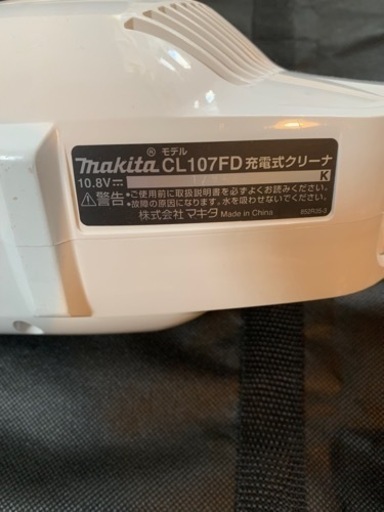 モデル
makita® CL107FD 充電式クリーナ
10.8V⎓
K
⚠警告 •ご使用前に取扱説明書を必ずよくお読みください。
•故障の原因になります。水を吸わせないでください。
株式会社マキタ Made in China